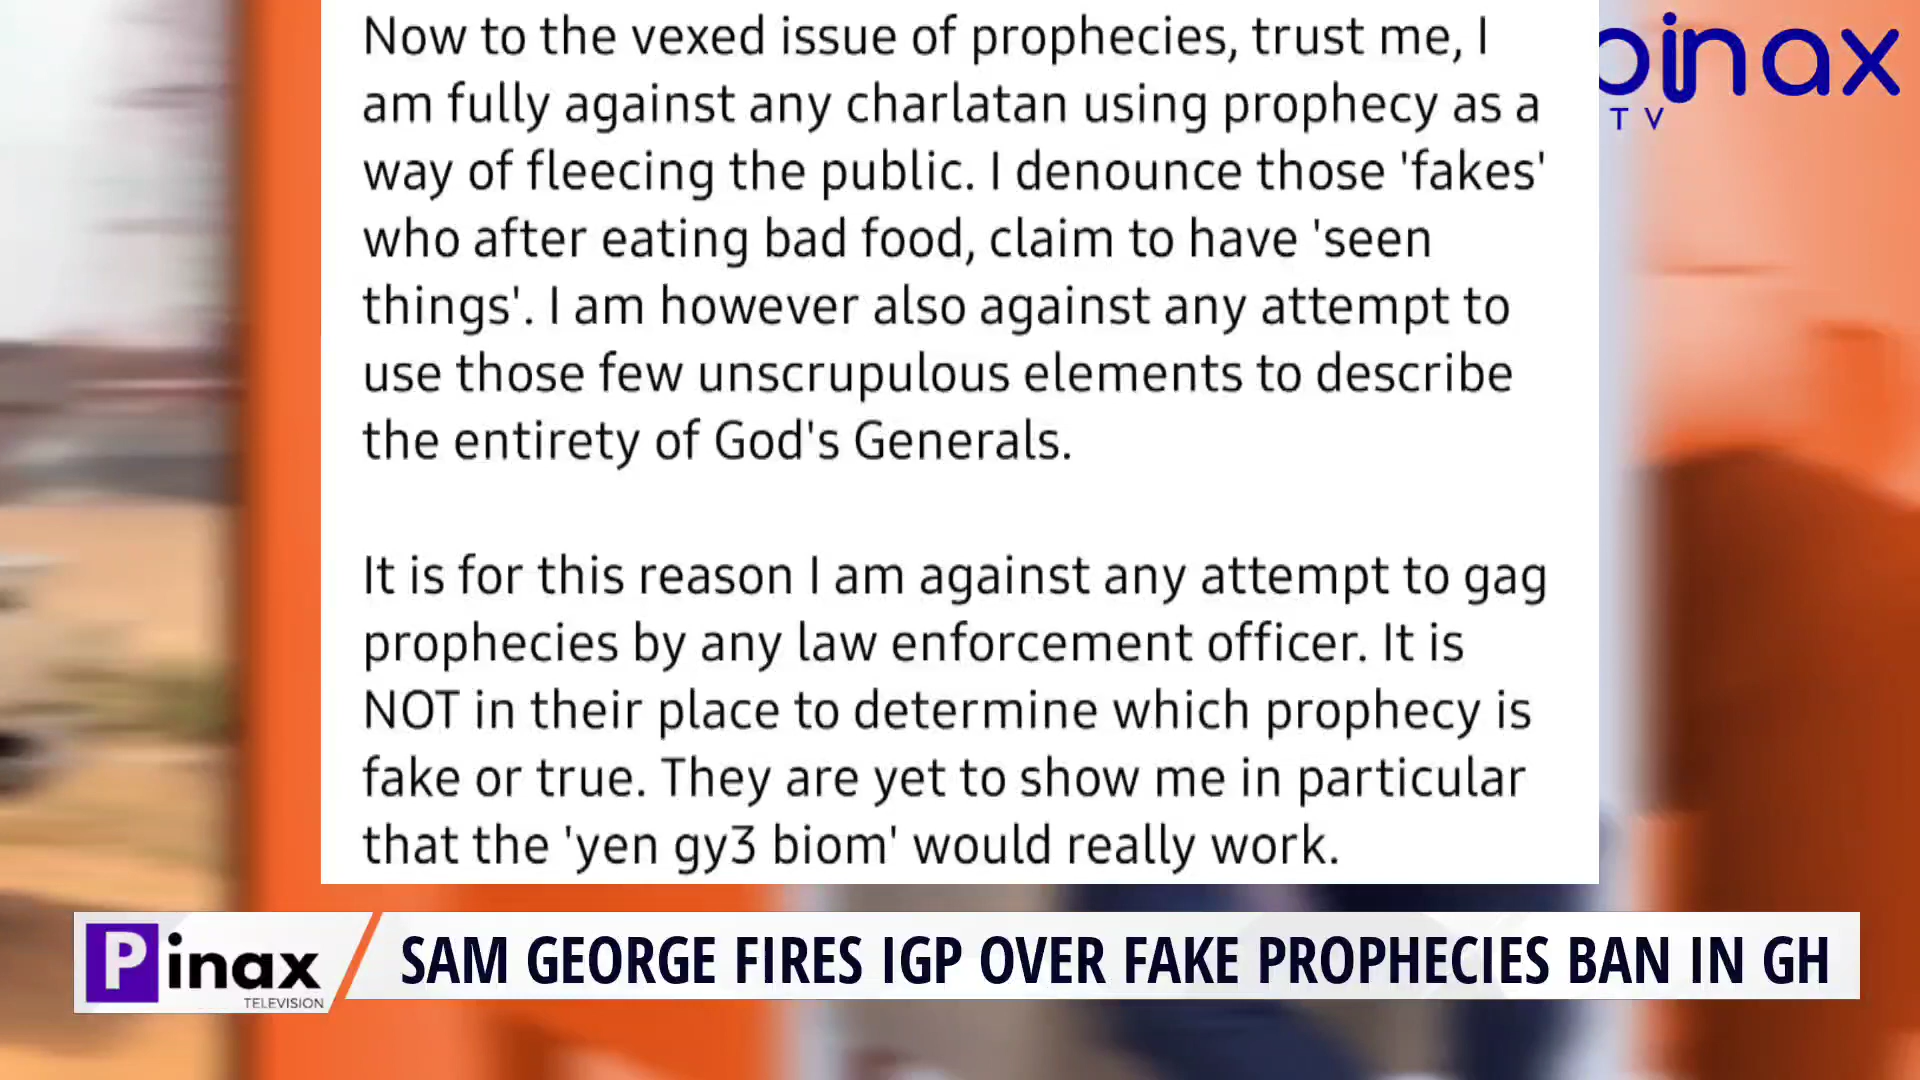 Now to the vexed issue of prophecies, trust me, I
am fully against any charlatan using prophecy as a
way of fleecing the public. I denounce those 'fakes'
who after eating bad food, claim to have 'seen
things'. I am however also against any attempt to
use those few unscrupulous elements to describe
the entirety of God's Generals.
It is for this reason I am against any attempt to gag
prophecies by any law enforcement officer. It is
NOT in their place to determine which prophecy is
fake or true. They are yet to show me in particular
that the 'yen gy3 biom' would really work.
pinax
TV
Pinax
TELEVISION
SAM GEORGE FIRES IGP OVER FAKE PROPHECIES BAN IN GH